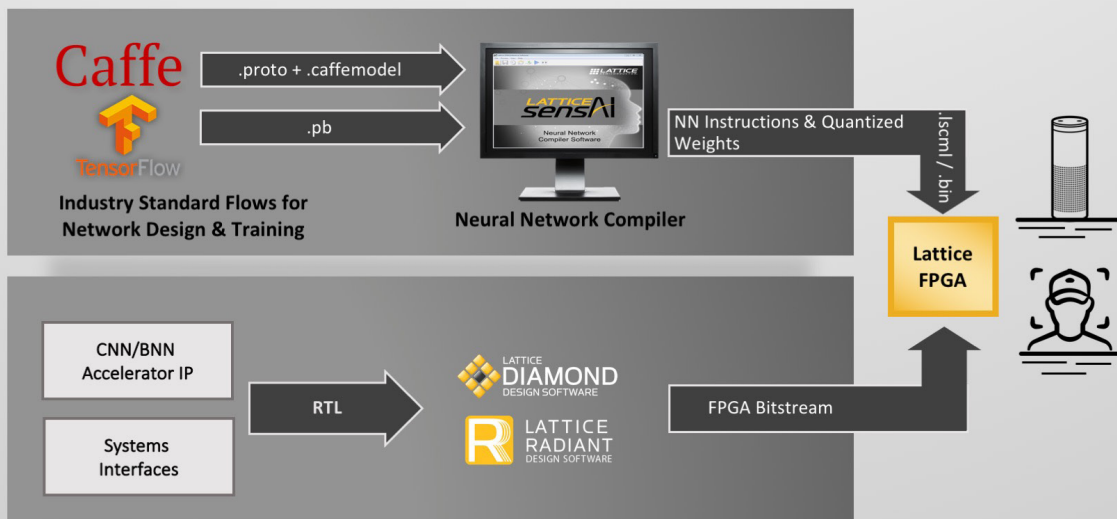 Caffe
.proto + .caffemodel
TensorFlow
.pb
Industry Standard Flows for
Network Design & Training
LATTICE
LATTICE
sensAI
Neural Network
Compiler Software
Neural Network Compiler
NN Instructions & Quantized
Weights
.lscml / .bin
Lattice
FPGA
CNN/BNN
Accelerator IP
Systems
Interfaces
RTL
LATTICE
DIAMOND
DESIGN SOFTWARE
R
LATTICE
RADIANT
DESIGN SOFTWARE
FPGA Bitstream